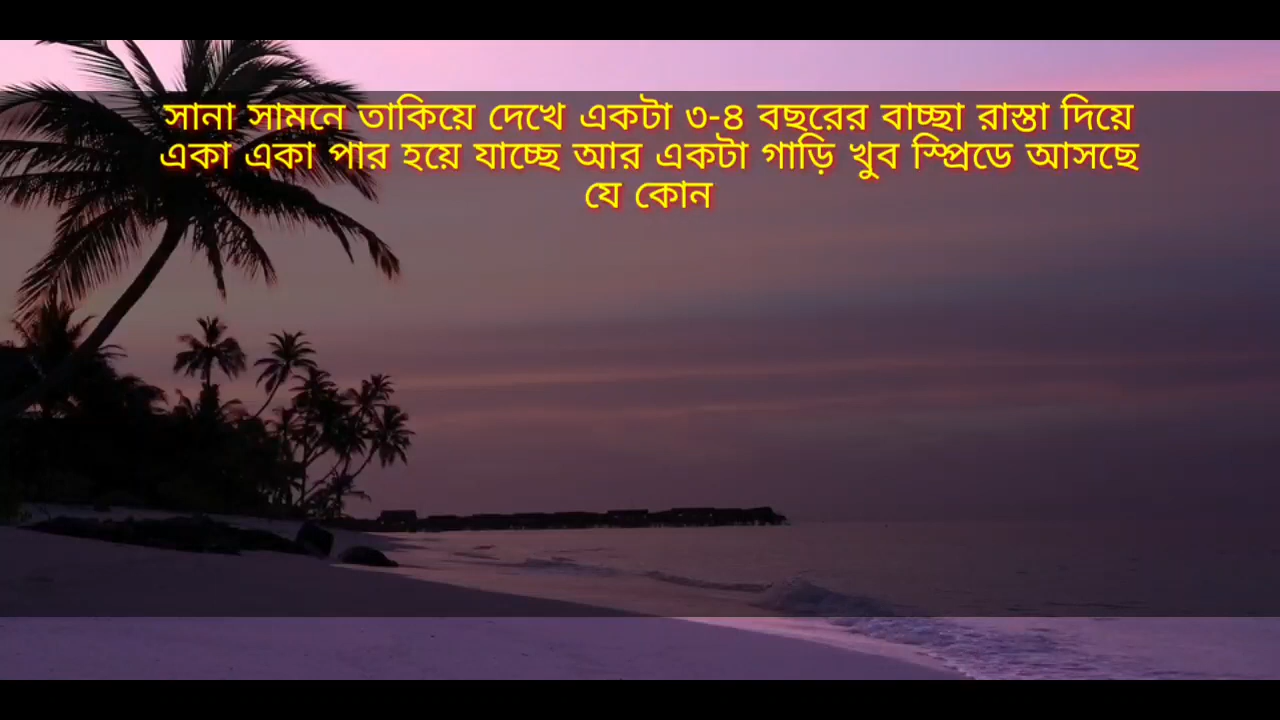 সানা সামনে তাকিয়ে দেখে একটা ৩-৪ বছরের বাচ্ছা রাস্তা দিয়ে
একা একা পার হয়ে যাচ্ছে আর একটা গাড়ি খুব স্প্রিডে আসছে
যে কোন